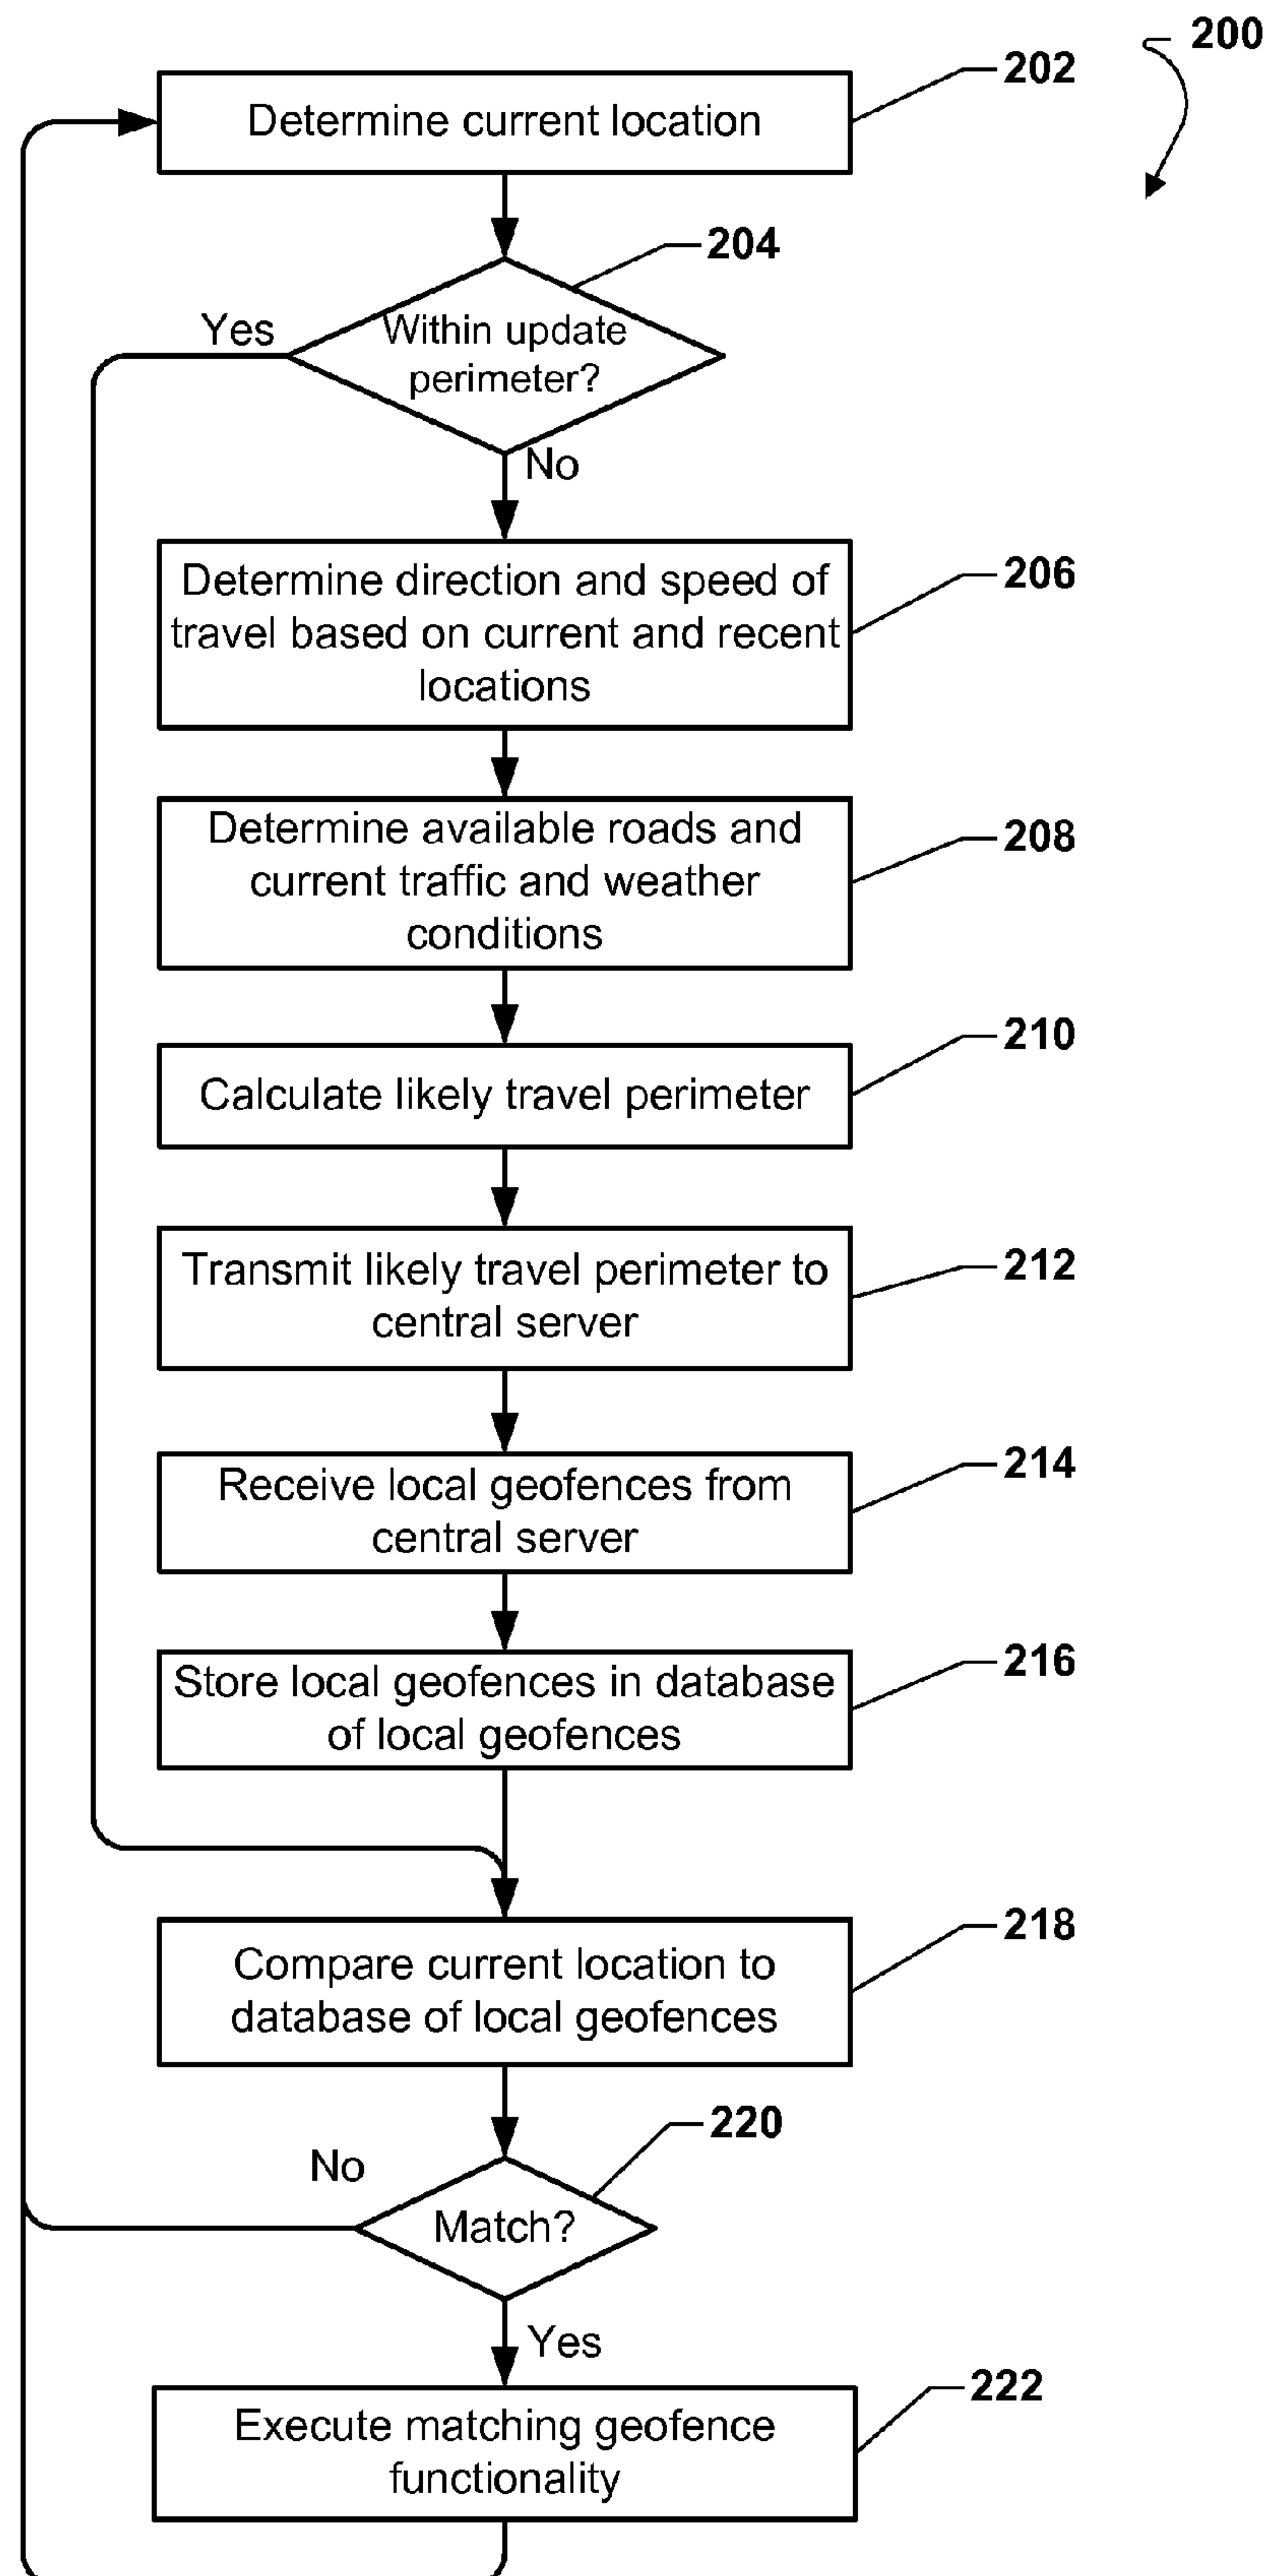 200
202
Determine current location
204
Yes
Within update
perimeter?
No
206
Determine direction and speed of
travel based on current and recent
locations
208
Determine available roads and
current traffic and weather
conditions
210
Calculate likely travel perimeter
212
Transmit likely travel perimeter to
central server
214
Receive local geofences from
central server
216
Store local geofences in database
of local geofences
218
Compare current location to
database of local geofences
220
No
Match?
Yes
222
Execute matching geofence
functionality